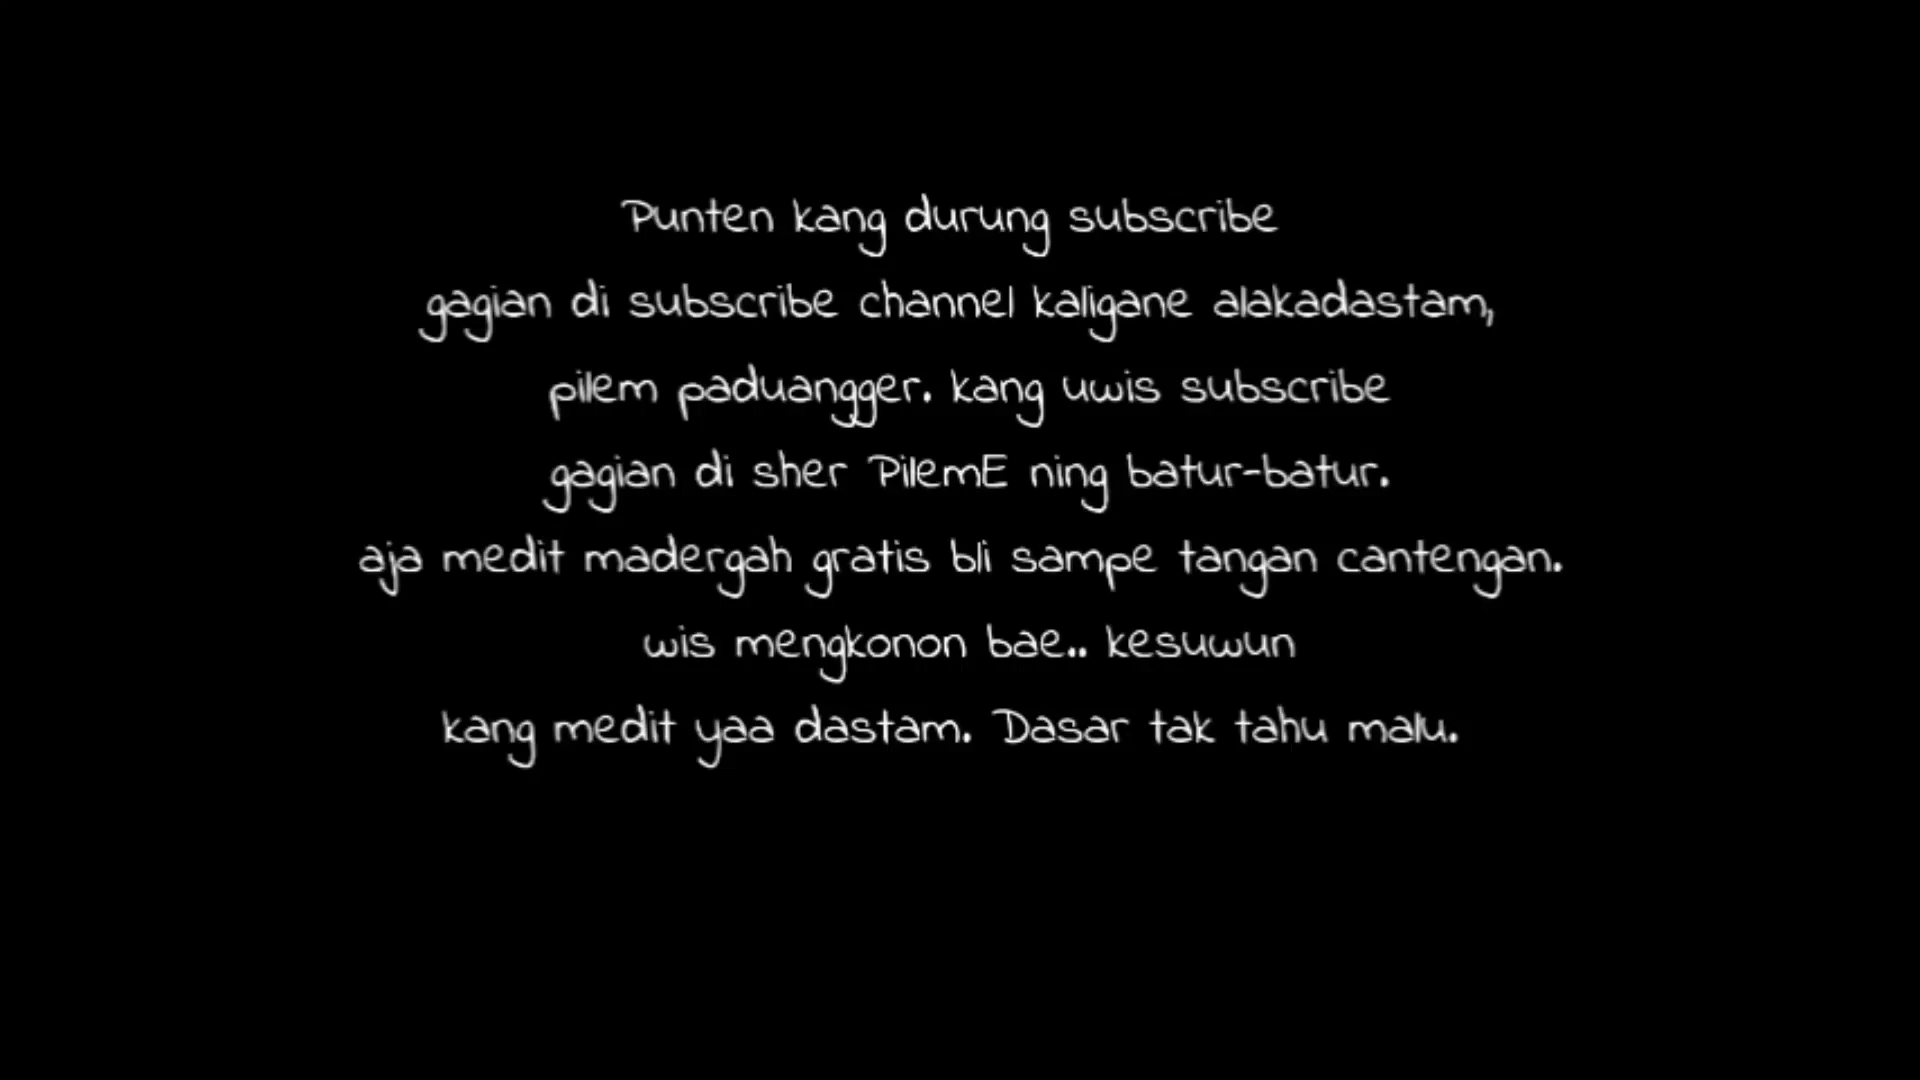 Punten kang durung subscribe
gagian di subscribe channel kaligane alakadastam,
pilem paduangger. kang uwis subscribe
gagian di sher PilemE ning batur-batur.
aja medit madergah gratis bli sampe tangan cantengan.
wis mengkonon bae.. kesuwun
kang medit yaa dastam. Dasar tak tahu malu.